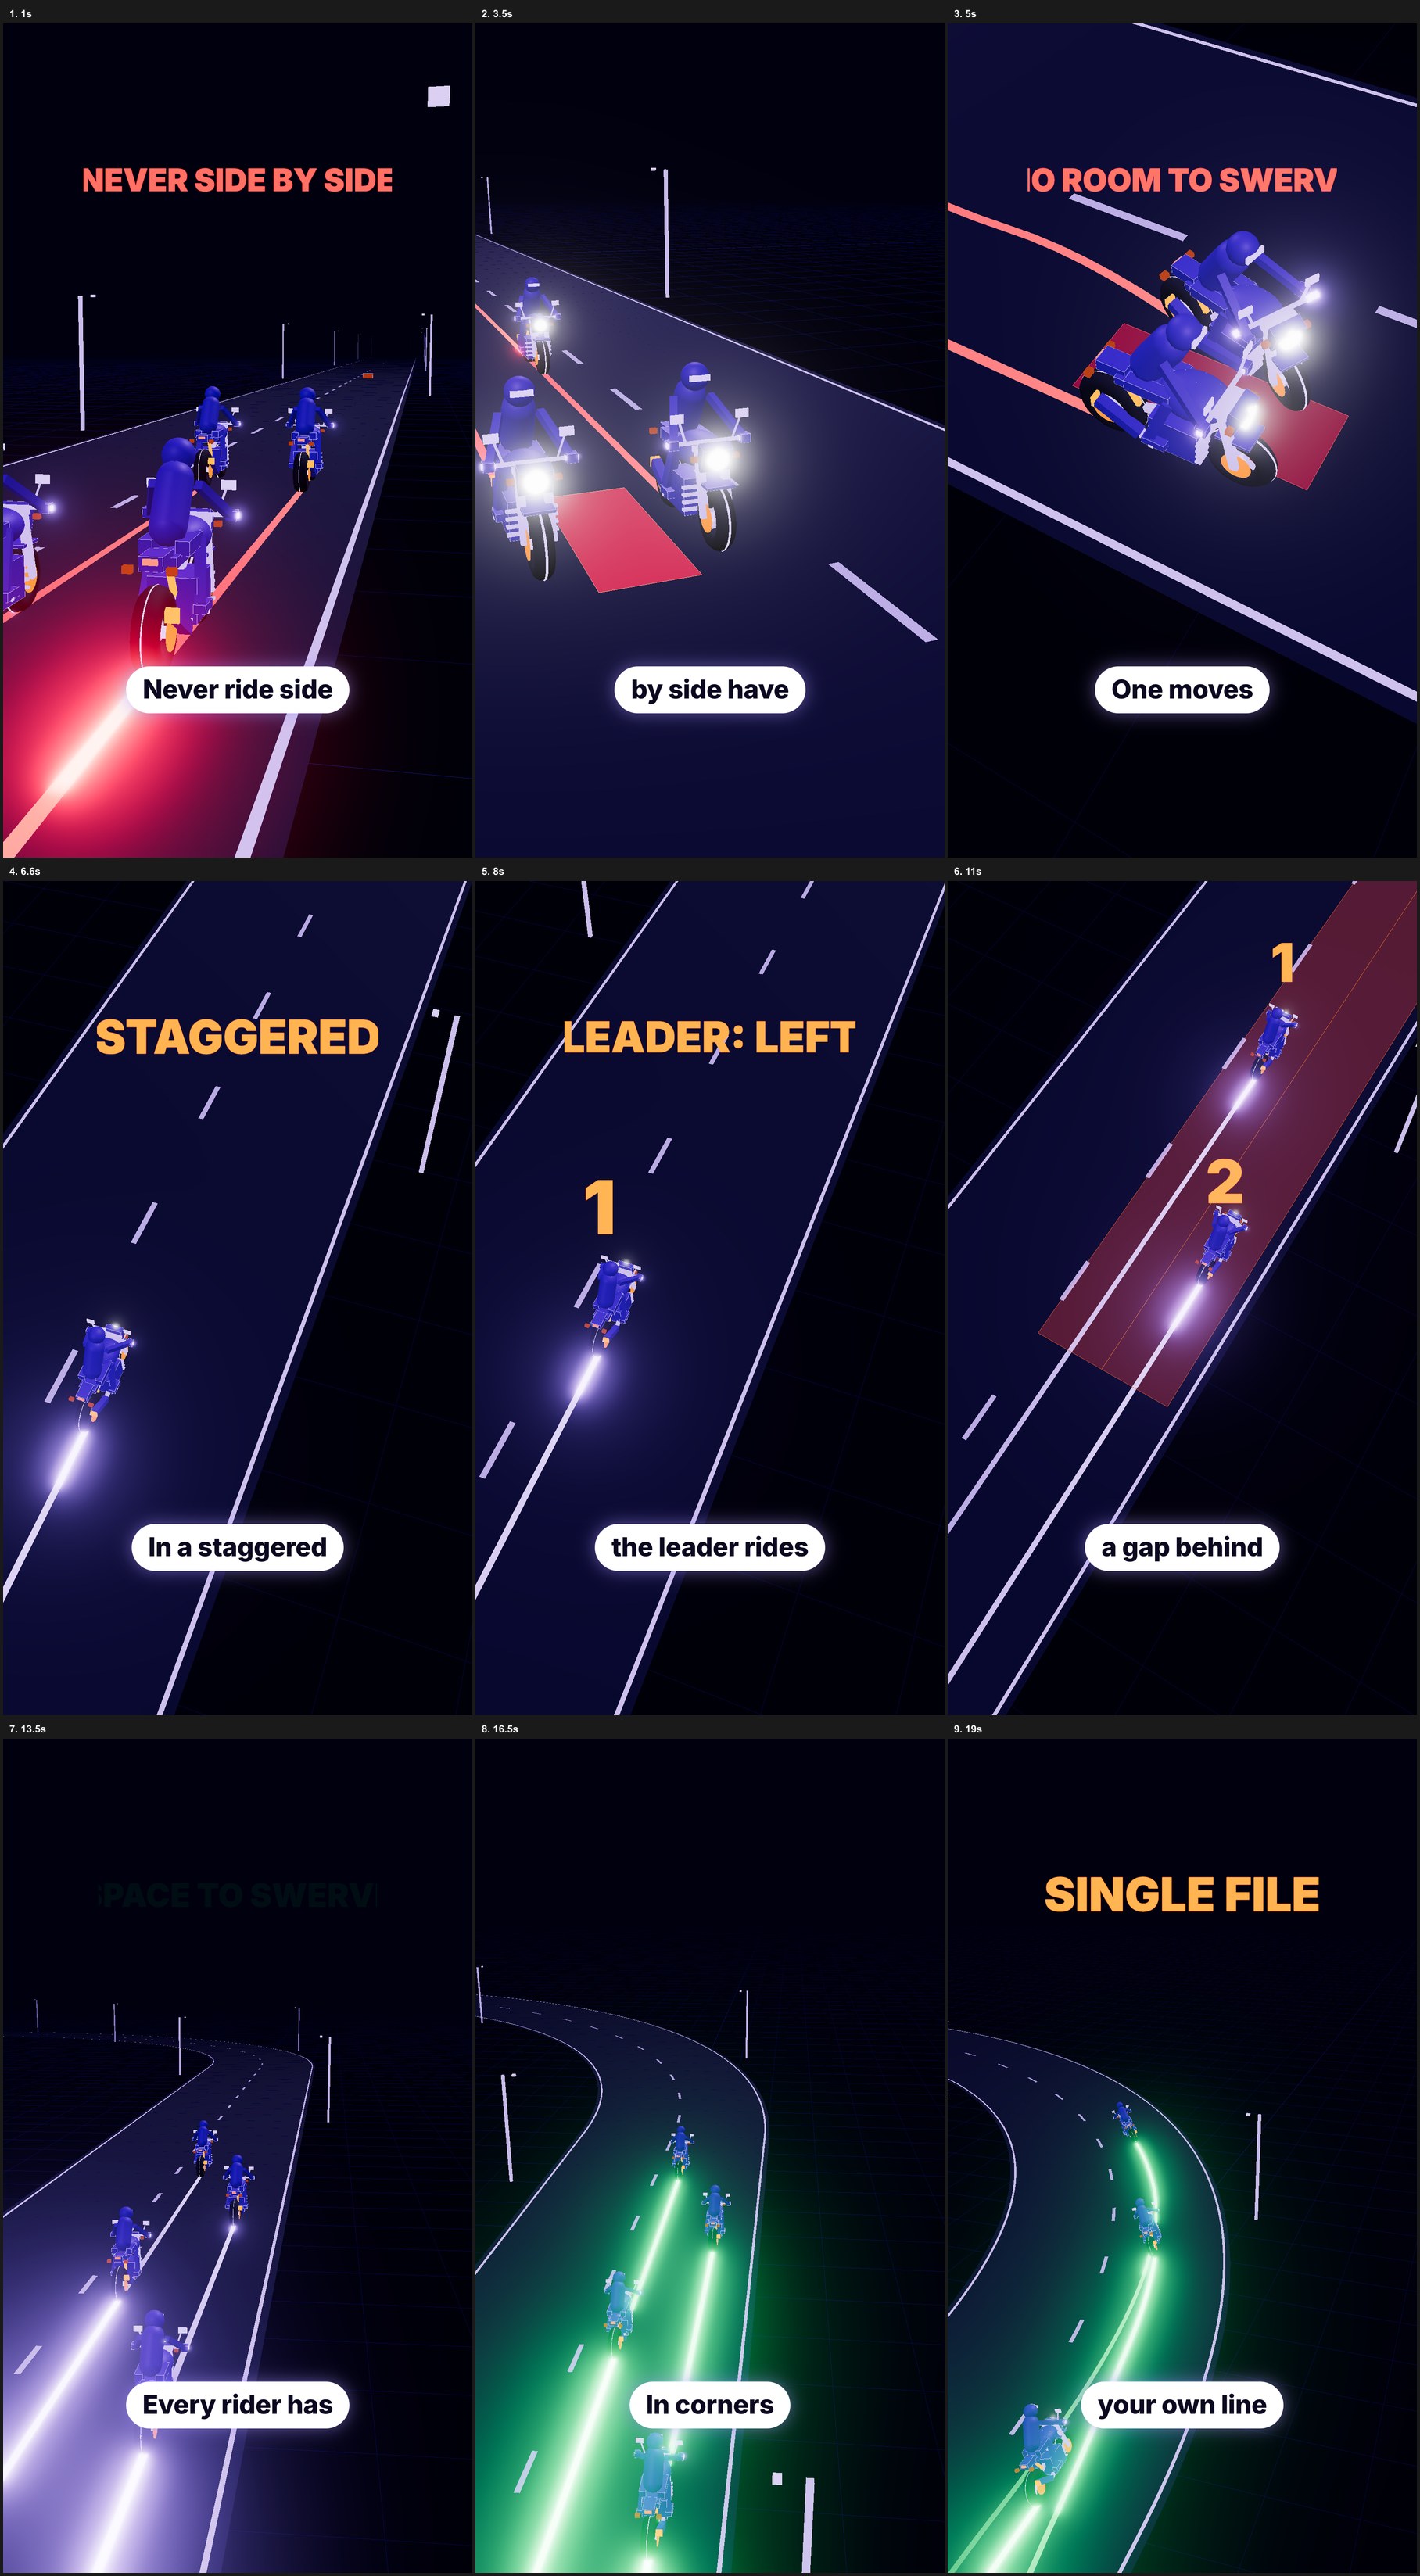 1. 1s
NEVER SIDE BY SIDE
Never ride side
2. 3.5s
by side have
3. 5s
O ROOM TO SWERV
One moves
4. 6.6s
STAGGERED
In a staggered
5. 8s
LEADER: LEFT
1
the leader rides
6. 11s
1
2
a gap behind
7. 13.5s
PACE TO SWERV
Every rider has
8. 16.5s
In corners
9. 19s
SINGLE FILE
your own line